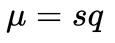 μ = sq